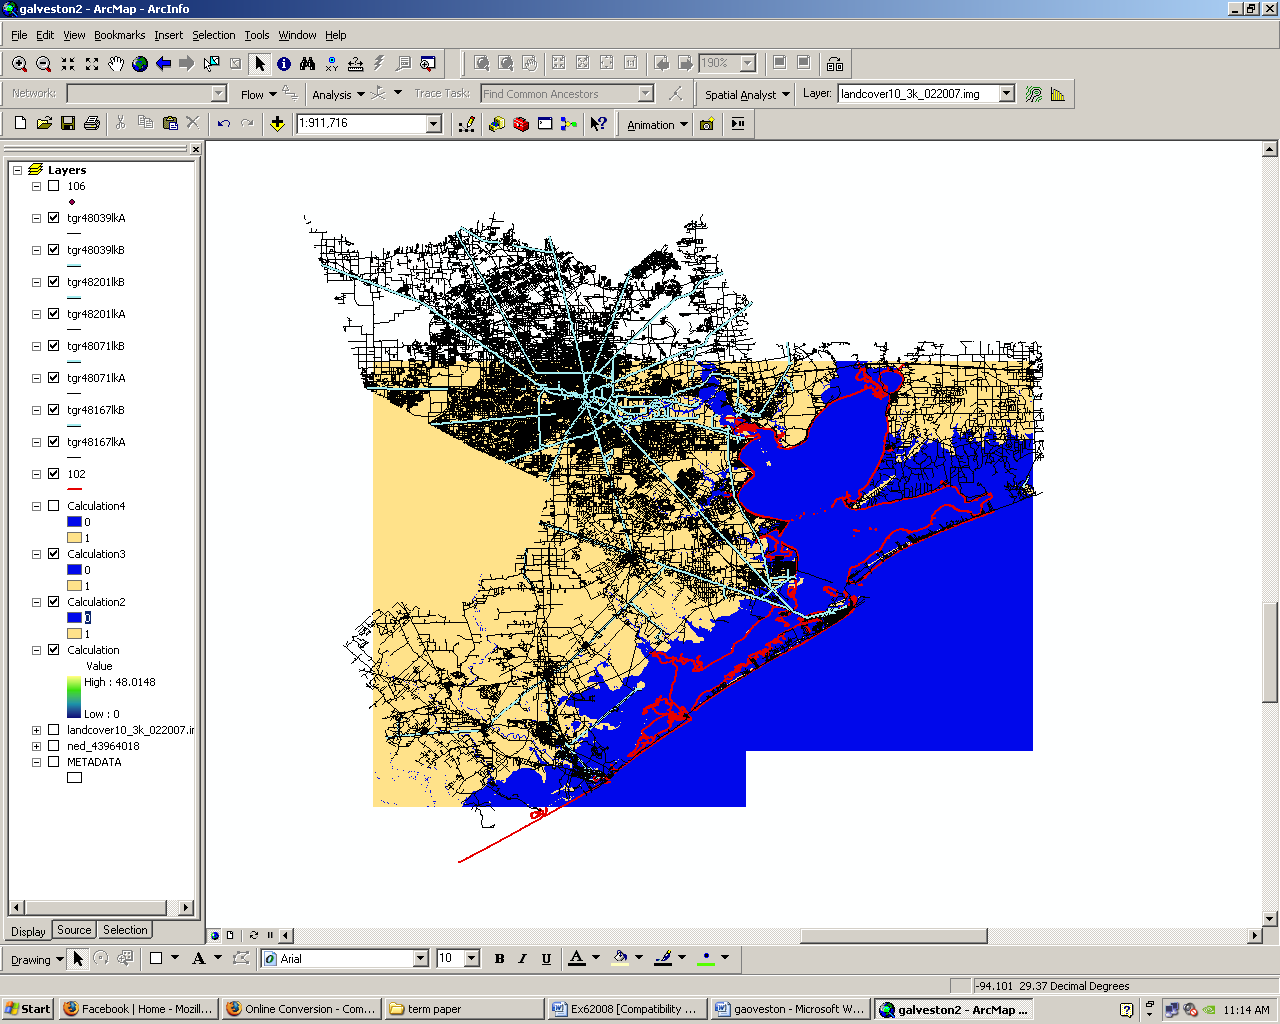 galveston2 - ArcMap - ArcInfo
File Edit View Bookmarks Insert Selection Tools Window Help
190%
Network: Flow Analysis Trace Task: Find Common Ancestors Spatial Analyst Layer: landcover10_3k_022007.img
1:911,716 Animation
Layers
106
tgr48039lkA
tgr48039lkB
tgr48201lkB
tgr48201lkA
tgr48071lkB
tgr48071lkA
tgr48167lkB
tgr48167lkA
102
Calculation4
0
1
Calculation3
0
1
Calculation2
0
1
Calculation
Value
High : 48.0148
Low : 0
landcover10_3k_022007.ir
ned_43964018
METADATA
Display Source Selection
Drawing A Arial 10 B I U A
-94.101 29.37 Decimal Degrees
Start Facebook | Home - Mozill... Online Conversion - Com... term paper Ex62008 [Compatibility ... gaoveston - Microsoft W... galveston2 - ArcMap ... 11:14 AM